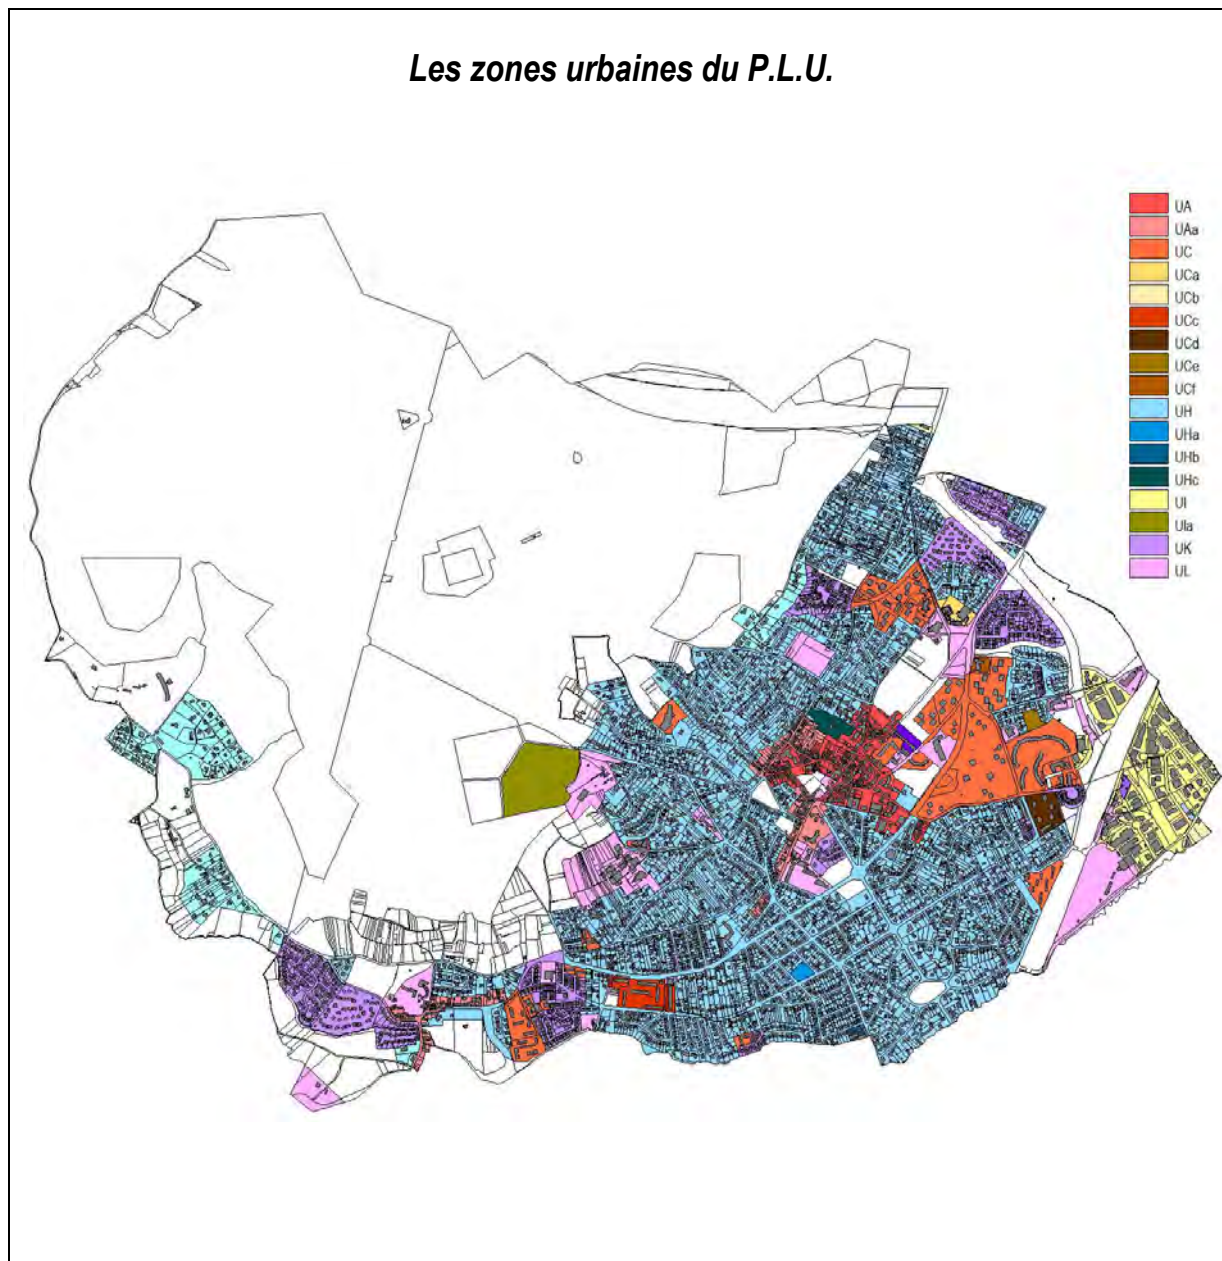 Les zones urbaines du P.L.U.
UA
UAa
UC
UCa
UCb
UCc
UCd
UCe
UCf
UH
UHa
UHb
UHc
UI
UIa
UK
UL